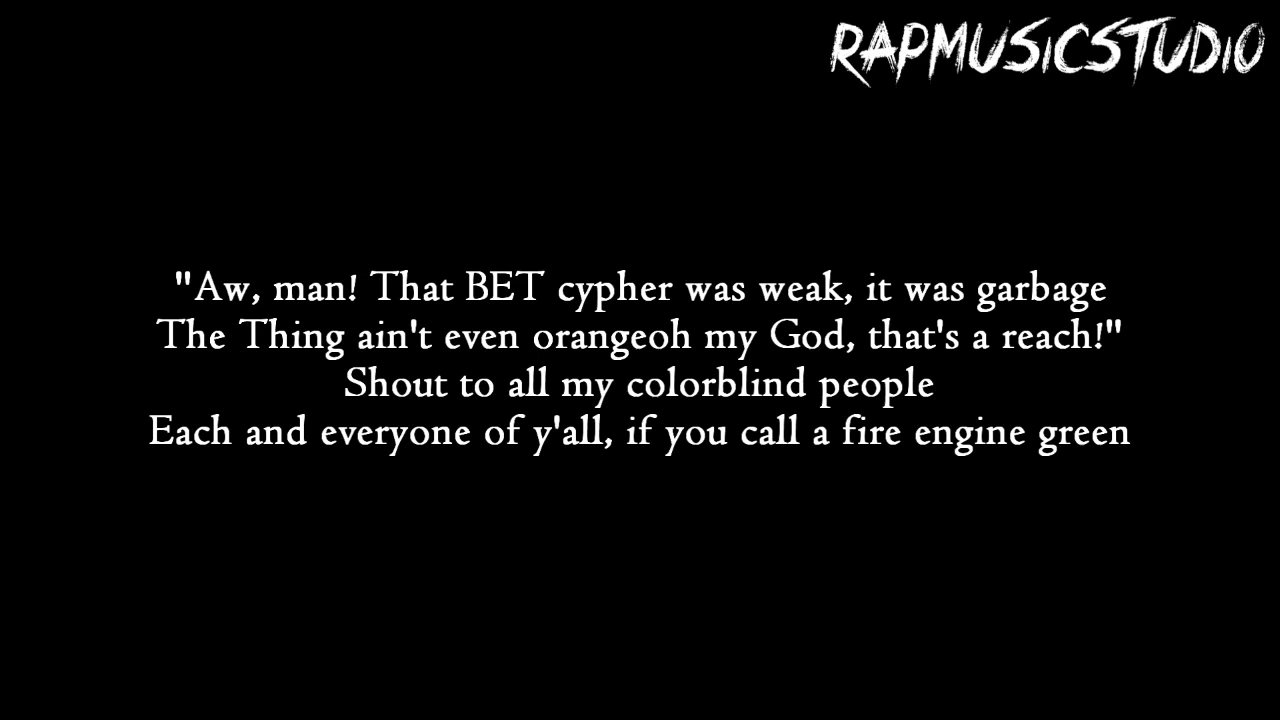 RAPMUSICSTUDIO
"Aw, man! That BET cypher was weak, it was garbage
The Thing ain't even orangeoh my God, that's a reach!"
Shout to all my colorblind people
Each and everyone of y'all, if you call a fire engine green